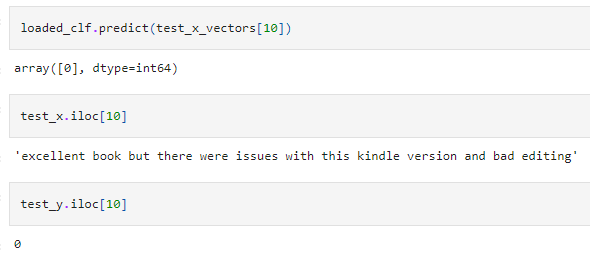 loaded_clf.predict(test_x_vectors[10])
array([0], dtype=int64)
test_x.iloc[10]
'excellent book but there were issues with this kindle version and bad editing'
test_y.iloc[10]
0